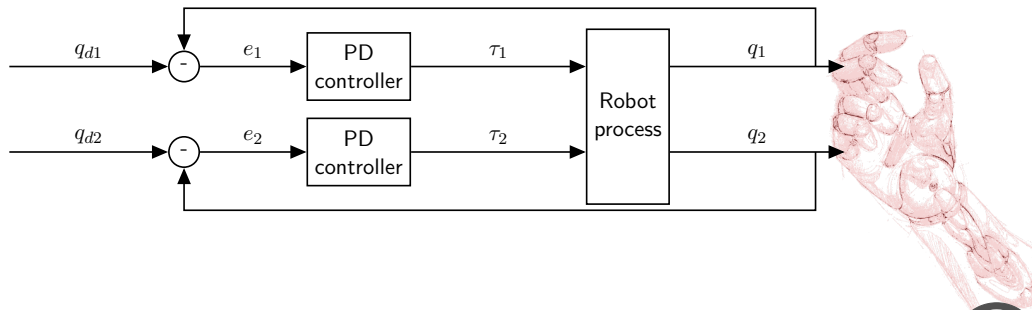 q_{d1}
-
e_1
PD
controller
τ_1
Robot
process
q_1
q_{d2}
-
e_2
PD
controller
τ_2
q_2